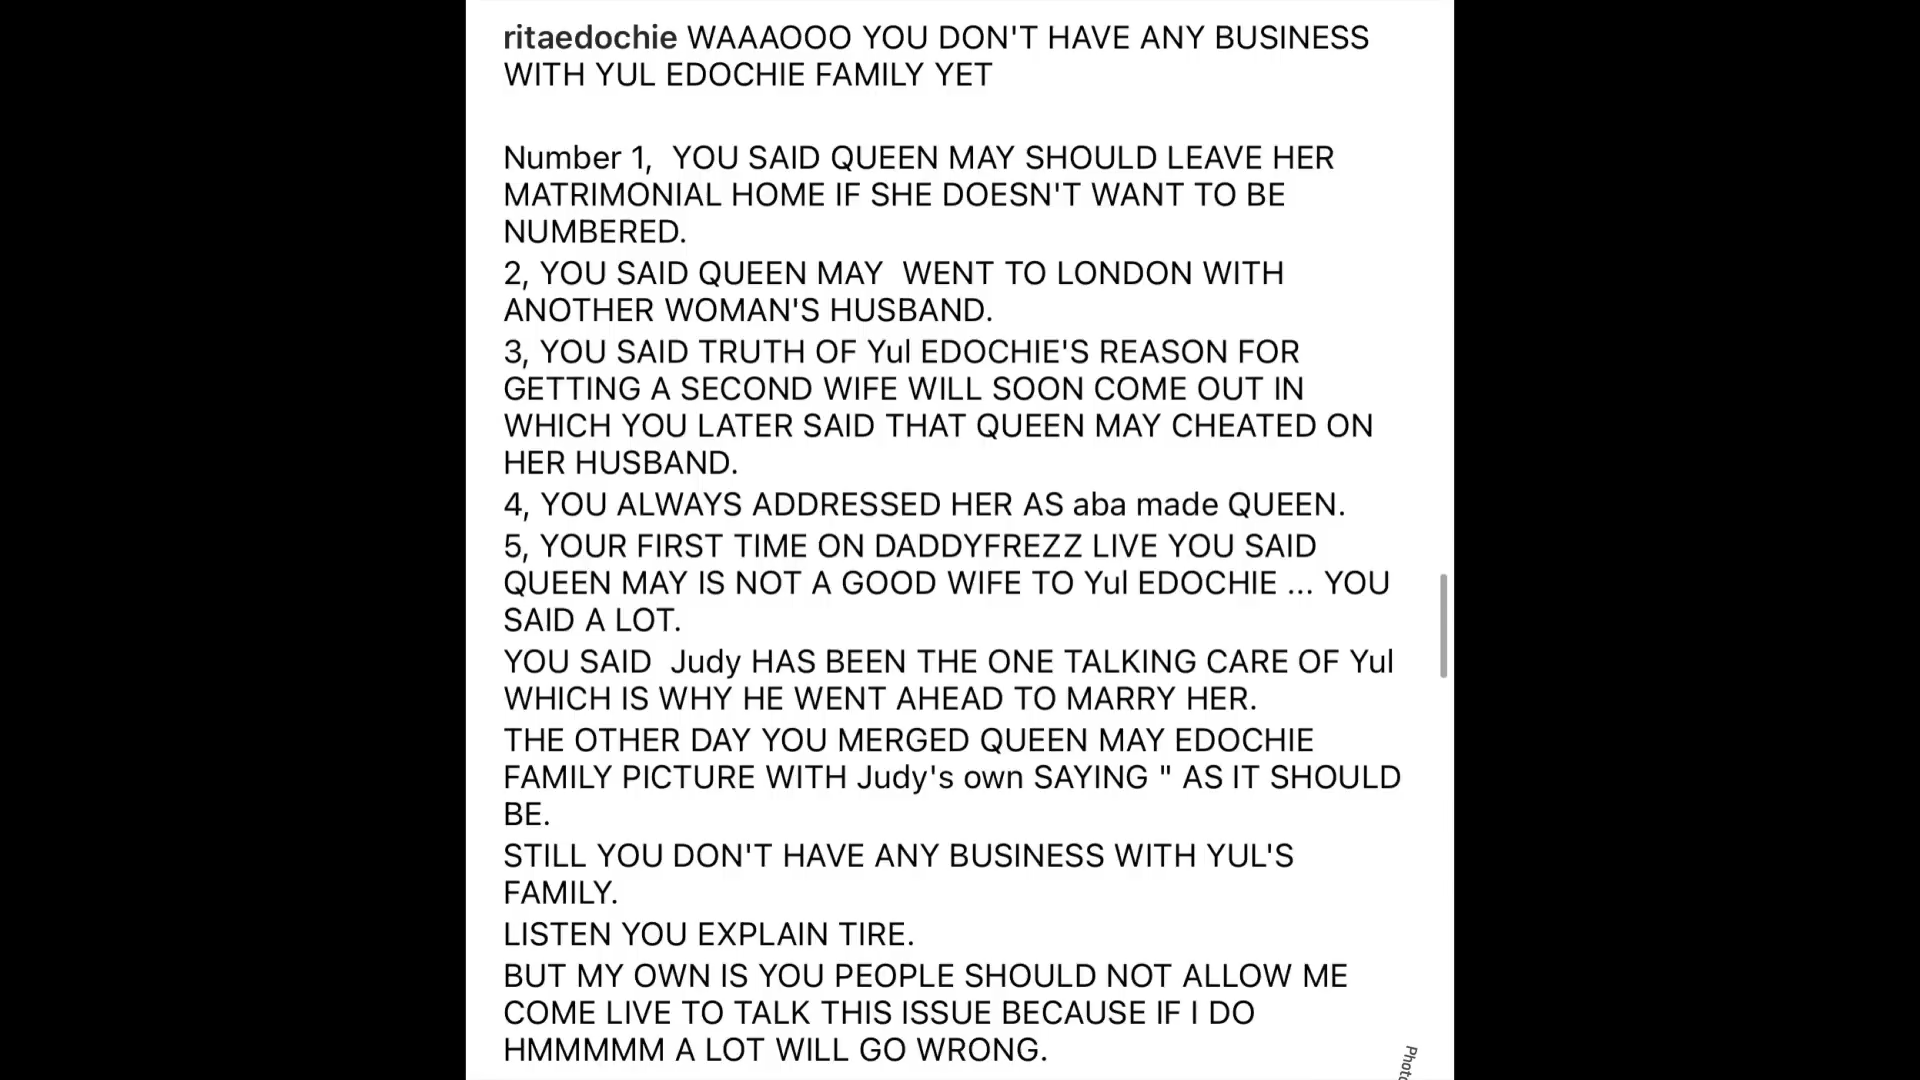 ritaedochie WAAAOOO YOU DON'T HAVE ANY BUSINESS
WITH YUL EDOCHIE FAMILY YET
Number 1, YOU SAID QUEEN MAY SHOULD LEAVE HER
MATRIMONIAL HOME IF SHE DOESN'T WANT TO BE
NUMBERED.
2, YOU SAID QUEEN MAY WENT TO LONDON WITH
ANOTHER WOMAN'S HUSBAND.
3, YOU SAID TRUTH OF Yul EDOCHIE'S REASON FOR
GETTING A SECOND WIFE WILL SOON COME OUT IN
WHICH YOU LATER SAID THAT QUEEN MAY CHEATED ON
HER HUSBAND.
4, YOU ALWAYS ADDRESSED HER AS aba made QUEEN.
5, YOUR FIRST TIME ON DADDYFREZZ LIVE YOU SAID
QUEEN MAY IS NOT A GOOD WIFE TO Yul EDOCHIE ... YOU
SAID A LOT.
YOU SAID Judy HAS BEEN THE ONE TALKING CARE OF Yul
WHICH IS WHY HE WENT AHEAD TO MARRY HER.
THE OTHER DAY YOU MERGED QUEEN MAY EDOCHIE
FAMILY PICTURE WITH Judy's own SAYING " AS IT SHOULD
BE.
STILL YOU DON'T HAVE ANY BUSINESS WITH YUL'S
FAMILY.
LISTEN YOU EXPLAIN TIRE.
BUT MY OWN IS YOU PEOPLE SHOULD NOT ALLOW ME
COME LIVE TO TALK THIS ISSUE BECAUSE IF I DO
HMMMMM A LOT WILL GO WRONG.